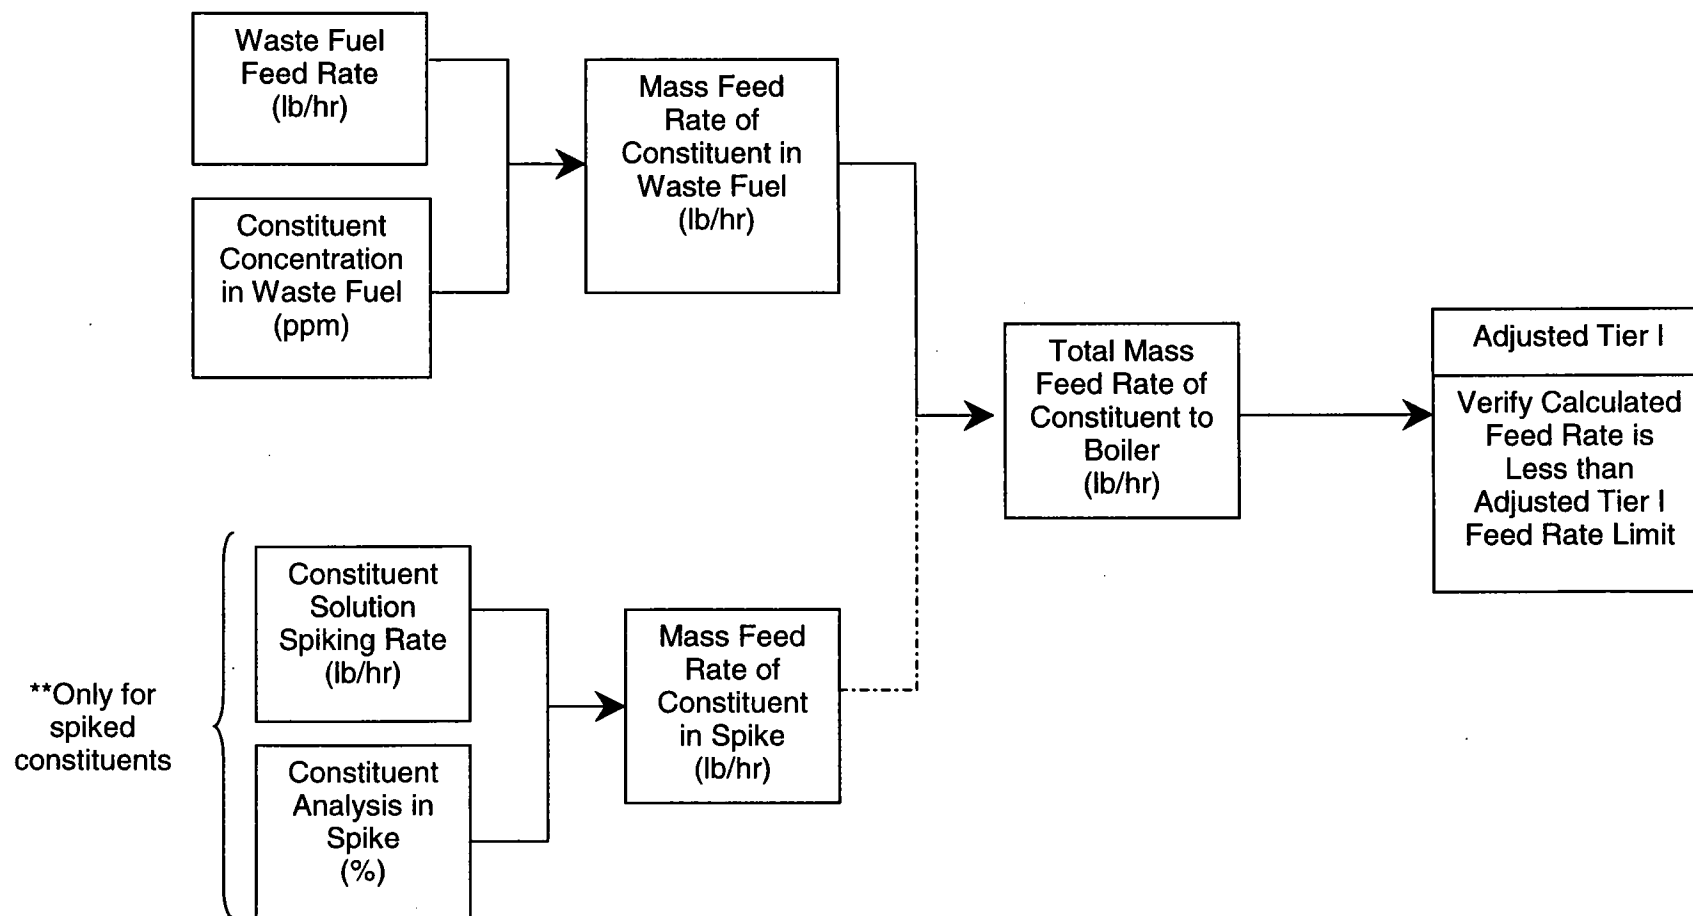 Waste Fuel
Feed Rate
(lb/hr)
Constituent
Concentration
in Waste Fuel
(ppm)
Mass Feed
Rate of
Constituent in
Waste Fuel
(lb/hr)
Total Mass
Feed Rate of
Constituent to
Boiler
(lb/hr)
Adjusted Tier I
Verify Calculated
Feed Rate is
Less than
Adjusted Tier I
Feed Rate Limit
**Only for
spiked
constituents
Constituent
Solution
Spiking Rate
(lb/hr)
Constituent
Analysis in
Spike
(%)
Mass Feed
Rate of
Constituent
in Spike
(lb/hr)